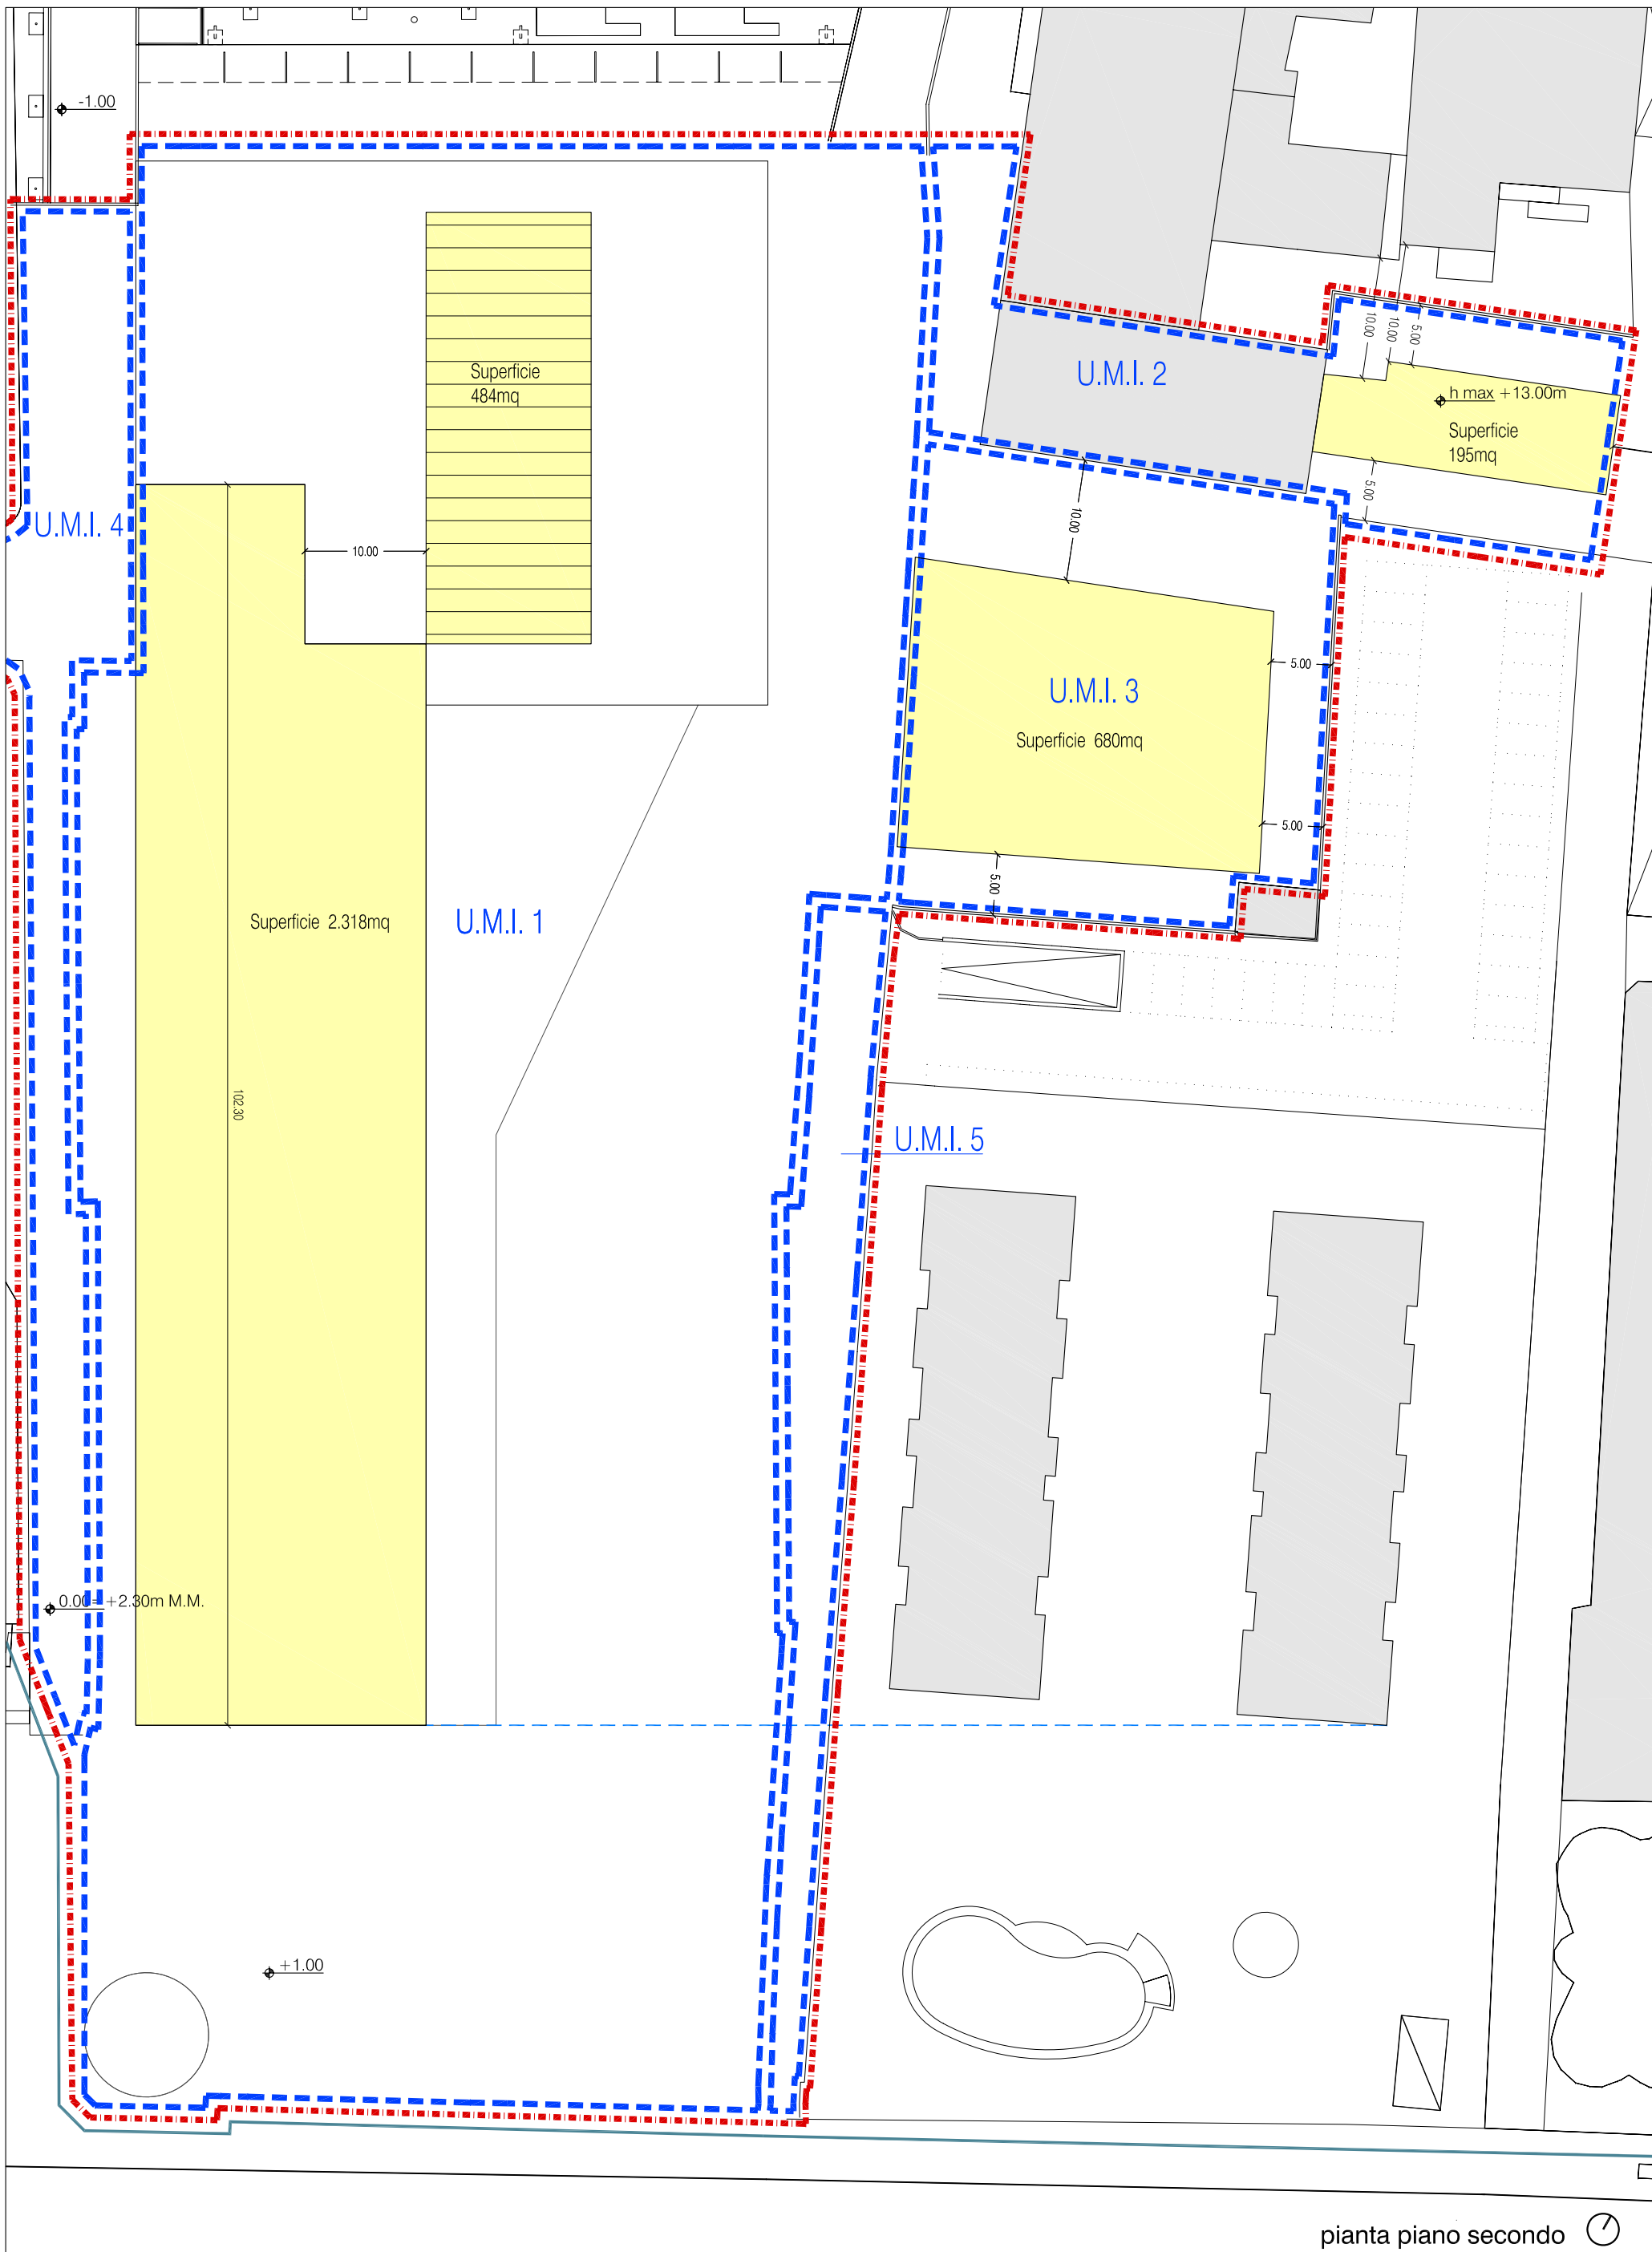 -1.00
Superficie
484mq
U.M.I. 2
10.00
10.00
5.00
h max +13.00m
Superficie
195mq
5.00
U.M.I. 4
10.00
10.00
5.00
U.M.I. 3
Superficie 680mq
5.00
5.00
Superficie 2.318mq
U.M.I. 1
102.30
U.M.I. 5
0.00= +2.30m M.M.
+1.00
pianta piano secondo